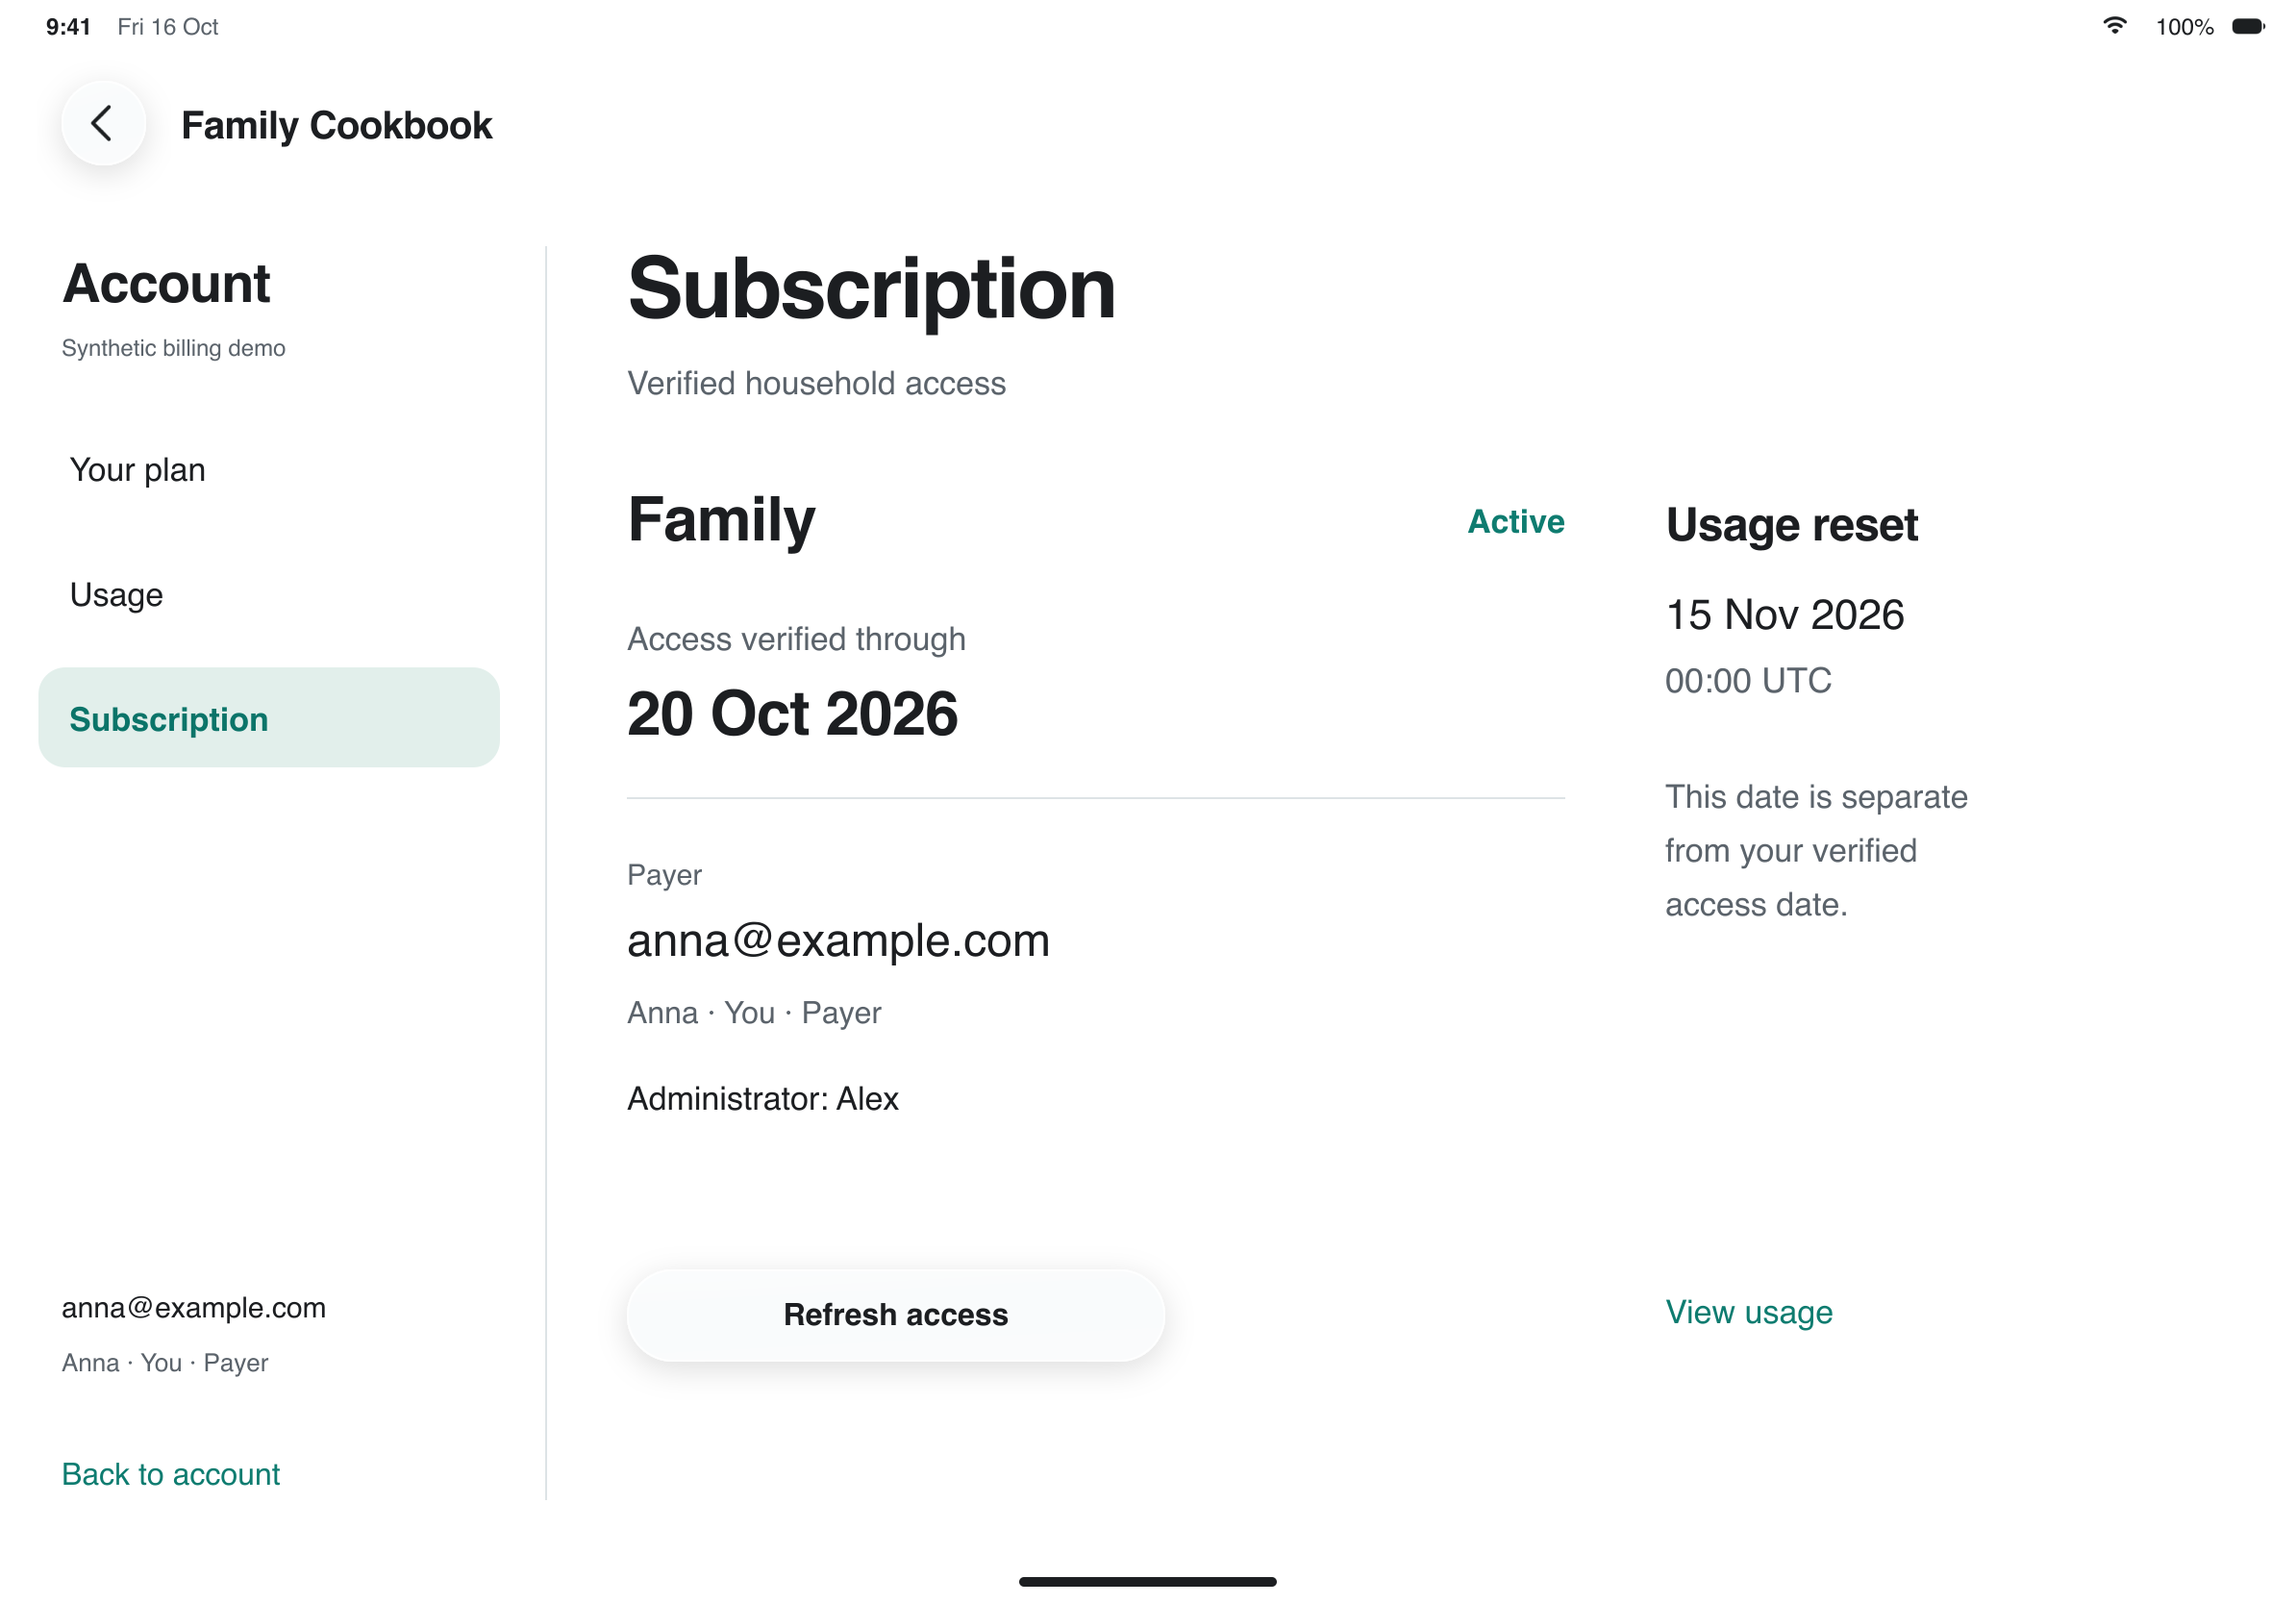 9:41 Fri 16 Oct 100%
Family Cookbook
Account
Synthetic billing demo
Your plan
Usage
Subscription
anna@example.com
Anna · You · Payer
Back to account
Subscription
Verified household access
Family
Active
Access verified through
20 Oct 2026
Payer
anna@example.com
Anna · You · Payer
Administrator: Alex
Refresh access
Usage reset
15 Nov 2026
00:00 UTC
This date is separate
from your verified
access date.
View usage